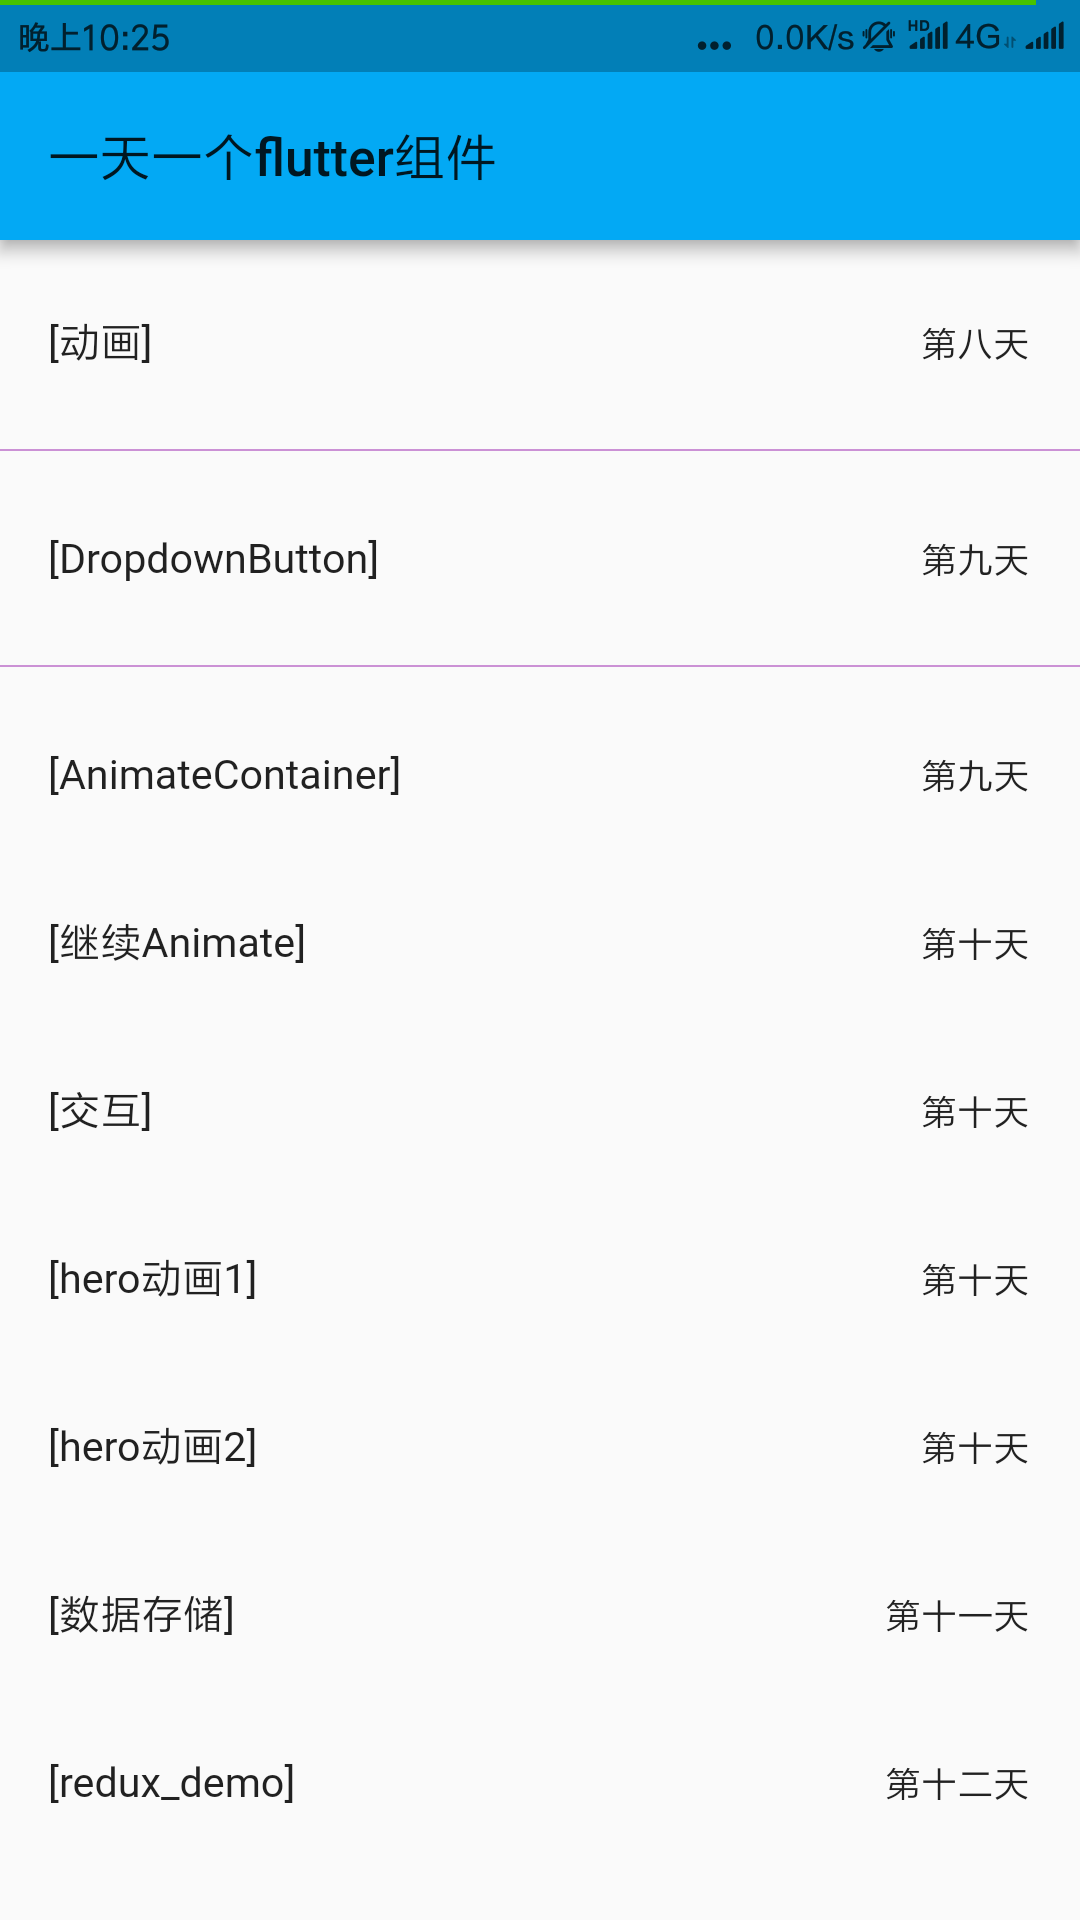 晚上10:25 ... 0.0K/s HD 4G
一天一个flutter组件
[动画] 第八天
[DropdownButton] 第九天
[AnimateContainer] 第九天
[继续Animate] 第十天
[交互] 第十天
[hero动画1] 第十天
[hero动画2] 第十天
[数据存储] 第十一天
[redux_demo] 第十二天